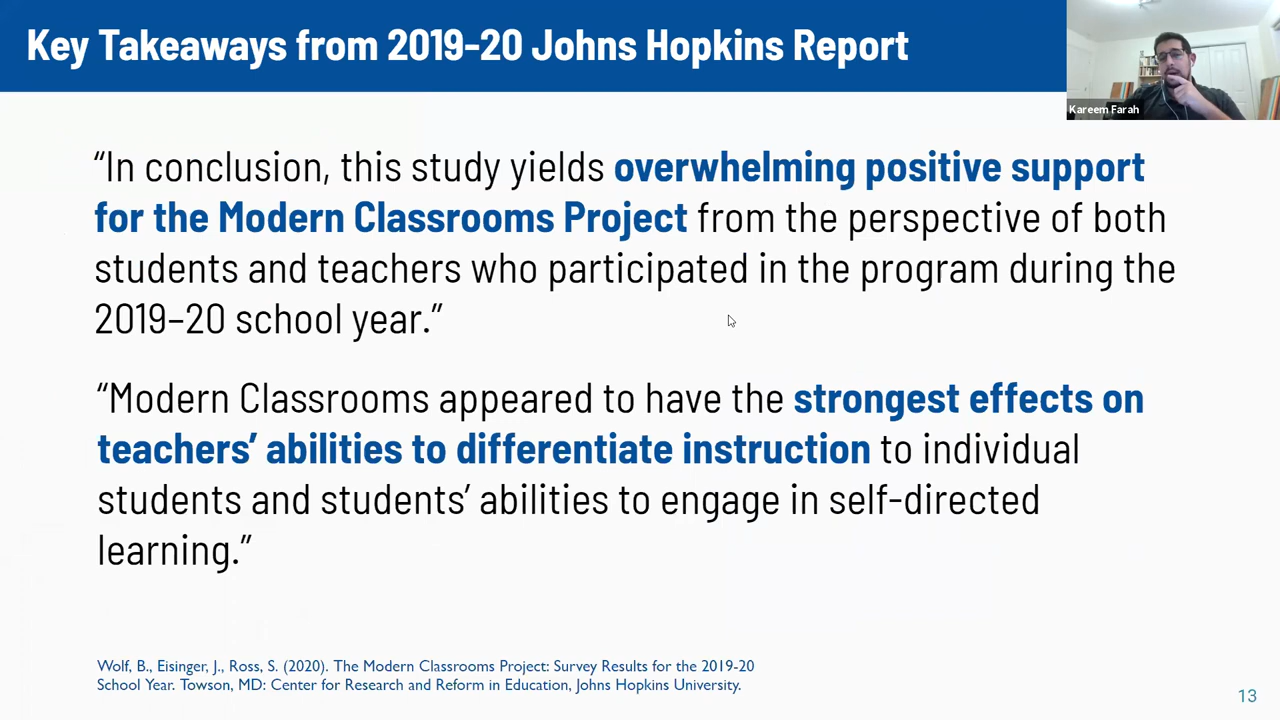 Key Takeaways from 2019-20 Johns Hopkins Report
Kareem Farah
“In conclusion, this study yields overwhelming positive support
for the Modern Classrooms Project from the perspective of both
students and teachers who participated in the program during the
2019–20 school year.”
“Modern Classrooms appeared to have the strongest effects on
teachers’ abilities to differentiate instruction to individual
students and students’ abilities to engage in self-directed
learning.”
Wolf, B., Eisinger, J., Ross, S. (2020). The Modern Classrooms Project: Survey Results for the 2019-20
School Year. Towson, MD: Center for Research and Reform in Education, Johns Hopkins University.
13